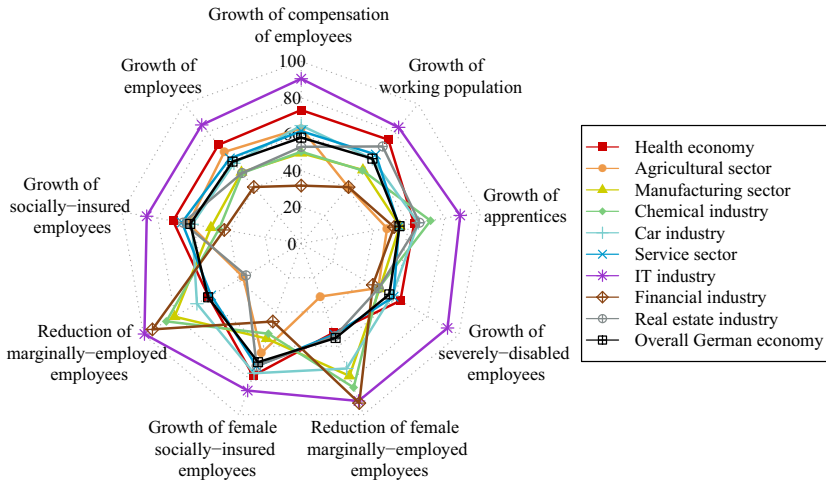 Growth of compensation
of employees
Growth of
employees
Growth of
working population
100
80
60
40
20
0
Growth of
socially−insured
employees
Growth of
apprentices
Reduction of
marginally−employed
employees
Growth of
severely−disabled
employees
Growth of female
socially−insured
employees
Reduction of female
marginally−employed
employees
Health economy
Agricultural sector
Manufacturing sector
Chemical industry
Car industry
Service sector
IT industry
Financial industry
Real estate industry
Overall German economy